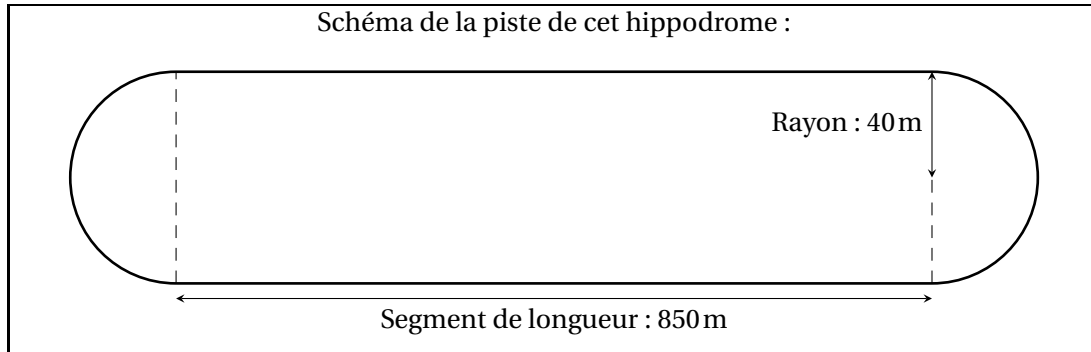 Schéma de la piste de cet hippodrome :
Rayon : 40 m
Segment de longueur : 850 m